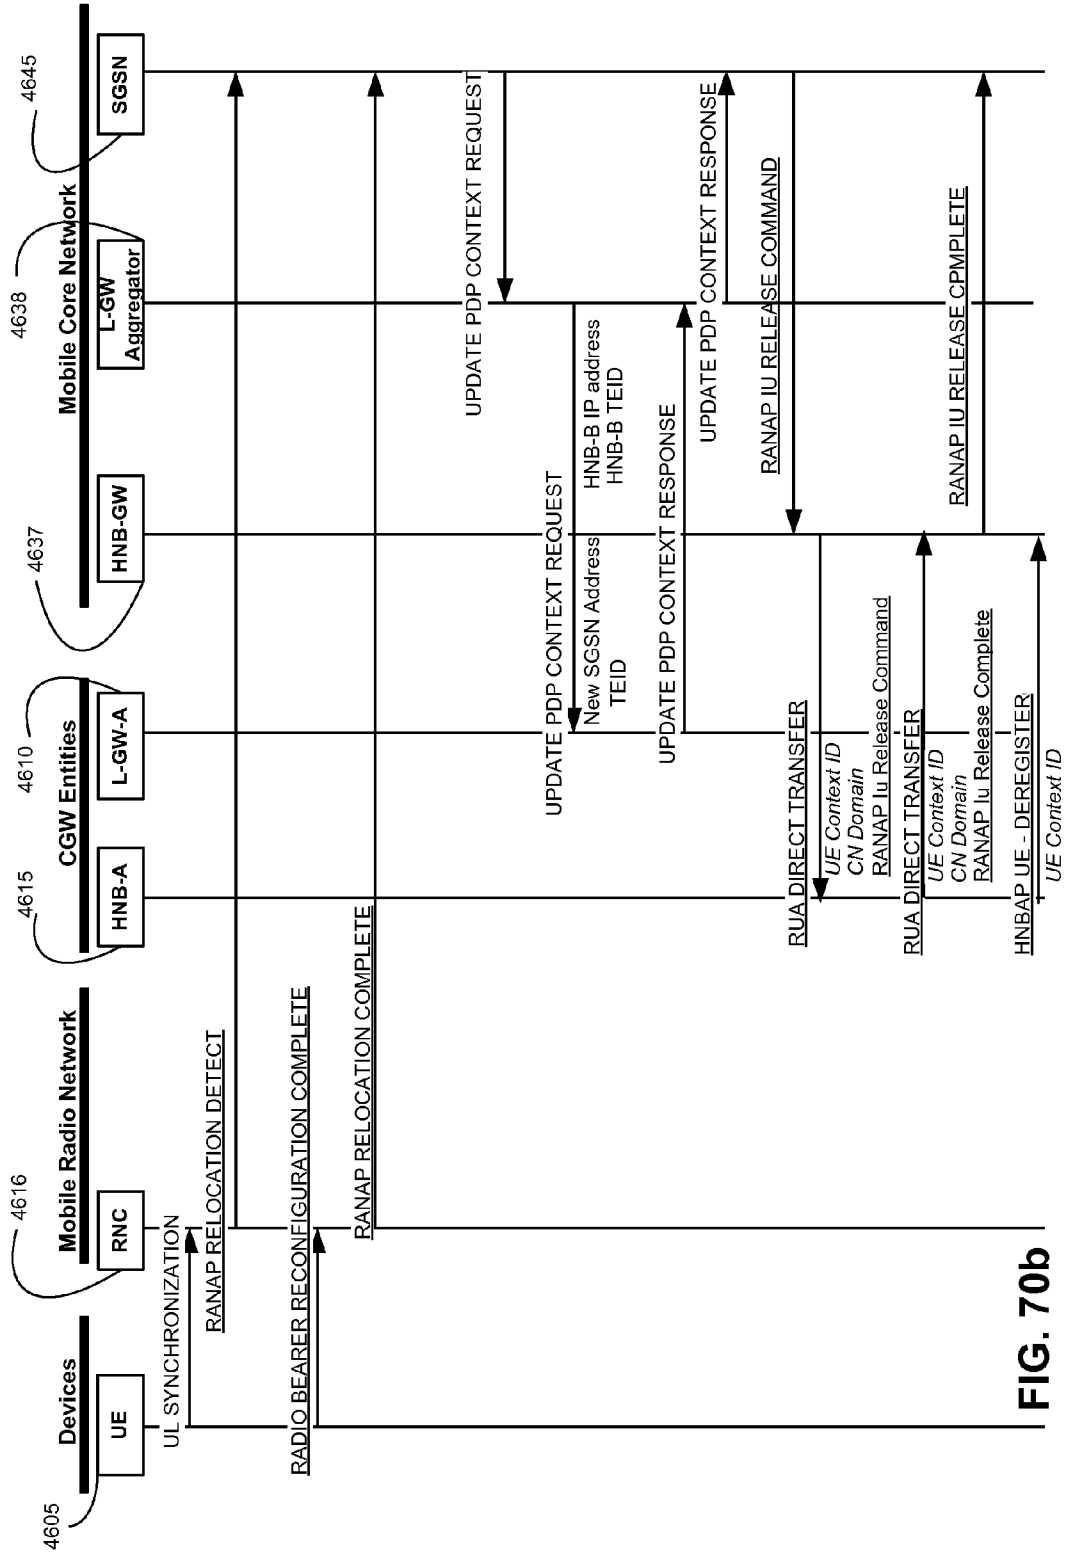 Devices
Mobile Radio Network
CGW Entities
Mobile Core Network
4605
UE
4616
RNC
4615
HNB-A
4610
L-GW-A
4637
HNB-GW
4638
L-GW
Aggregator
4645
SGSN
UL SYNCHRONIZATION
RANAP RELOCATION DETECT
RADIO BEARER RECONFIGURATION COMPLETE
RANAP RELOCATION COMPLETE
UPDATE PDP CONTEXT REQUEST
UPDATE PDP CONTEXT REQUEST
New SGSN Address
TEID
HNB-B IP address
HNB-B TEID
UPDATE PDP CONTEXT RESPONSE
UPDATE PDP CONTEXT RESPONSE
RANAP IU RELEASE COMMAND
RUA DIRECT TRANSFER
UE Context ID
CN Domain
RANAP Iu Release Command
RUA DIRECT TRANSFER
UE Context ID
CN Domain
RANAP Iu Release Complete
RANAP IU RELEASE CPMPLETE
HNBAP UE - DEREGISTER
UE Context ID
FIG. 70b